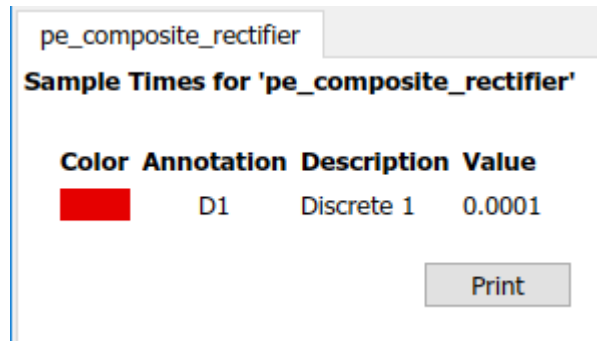 pe_composite_rectifier
Sample Times for 'pe_composite_rectifier'
Color Annotation Description Value
D1 Discrete 1 0.0001
Print